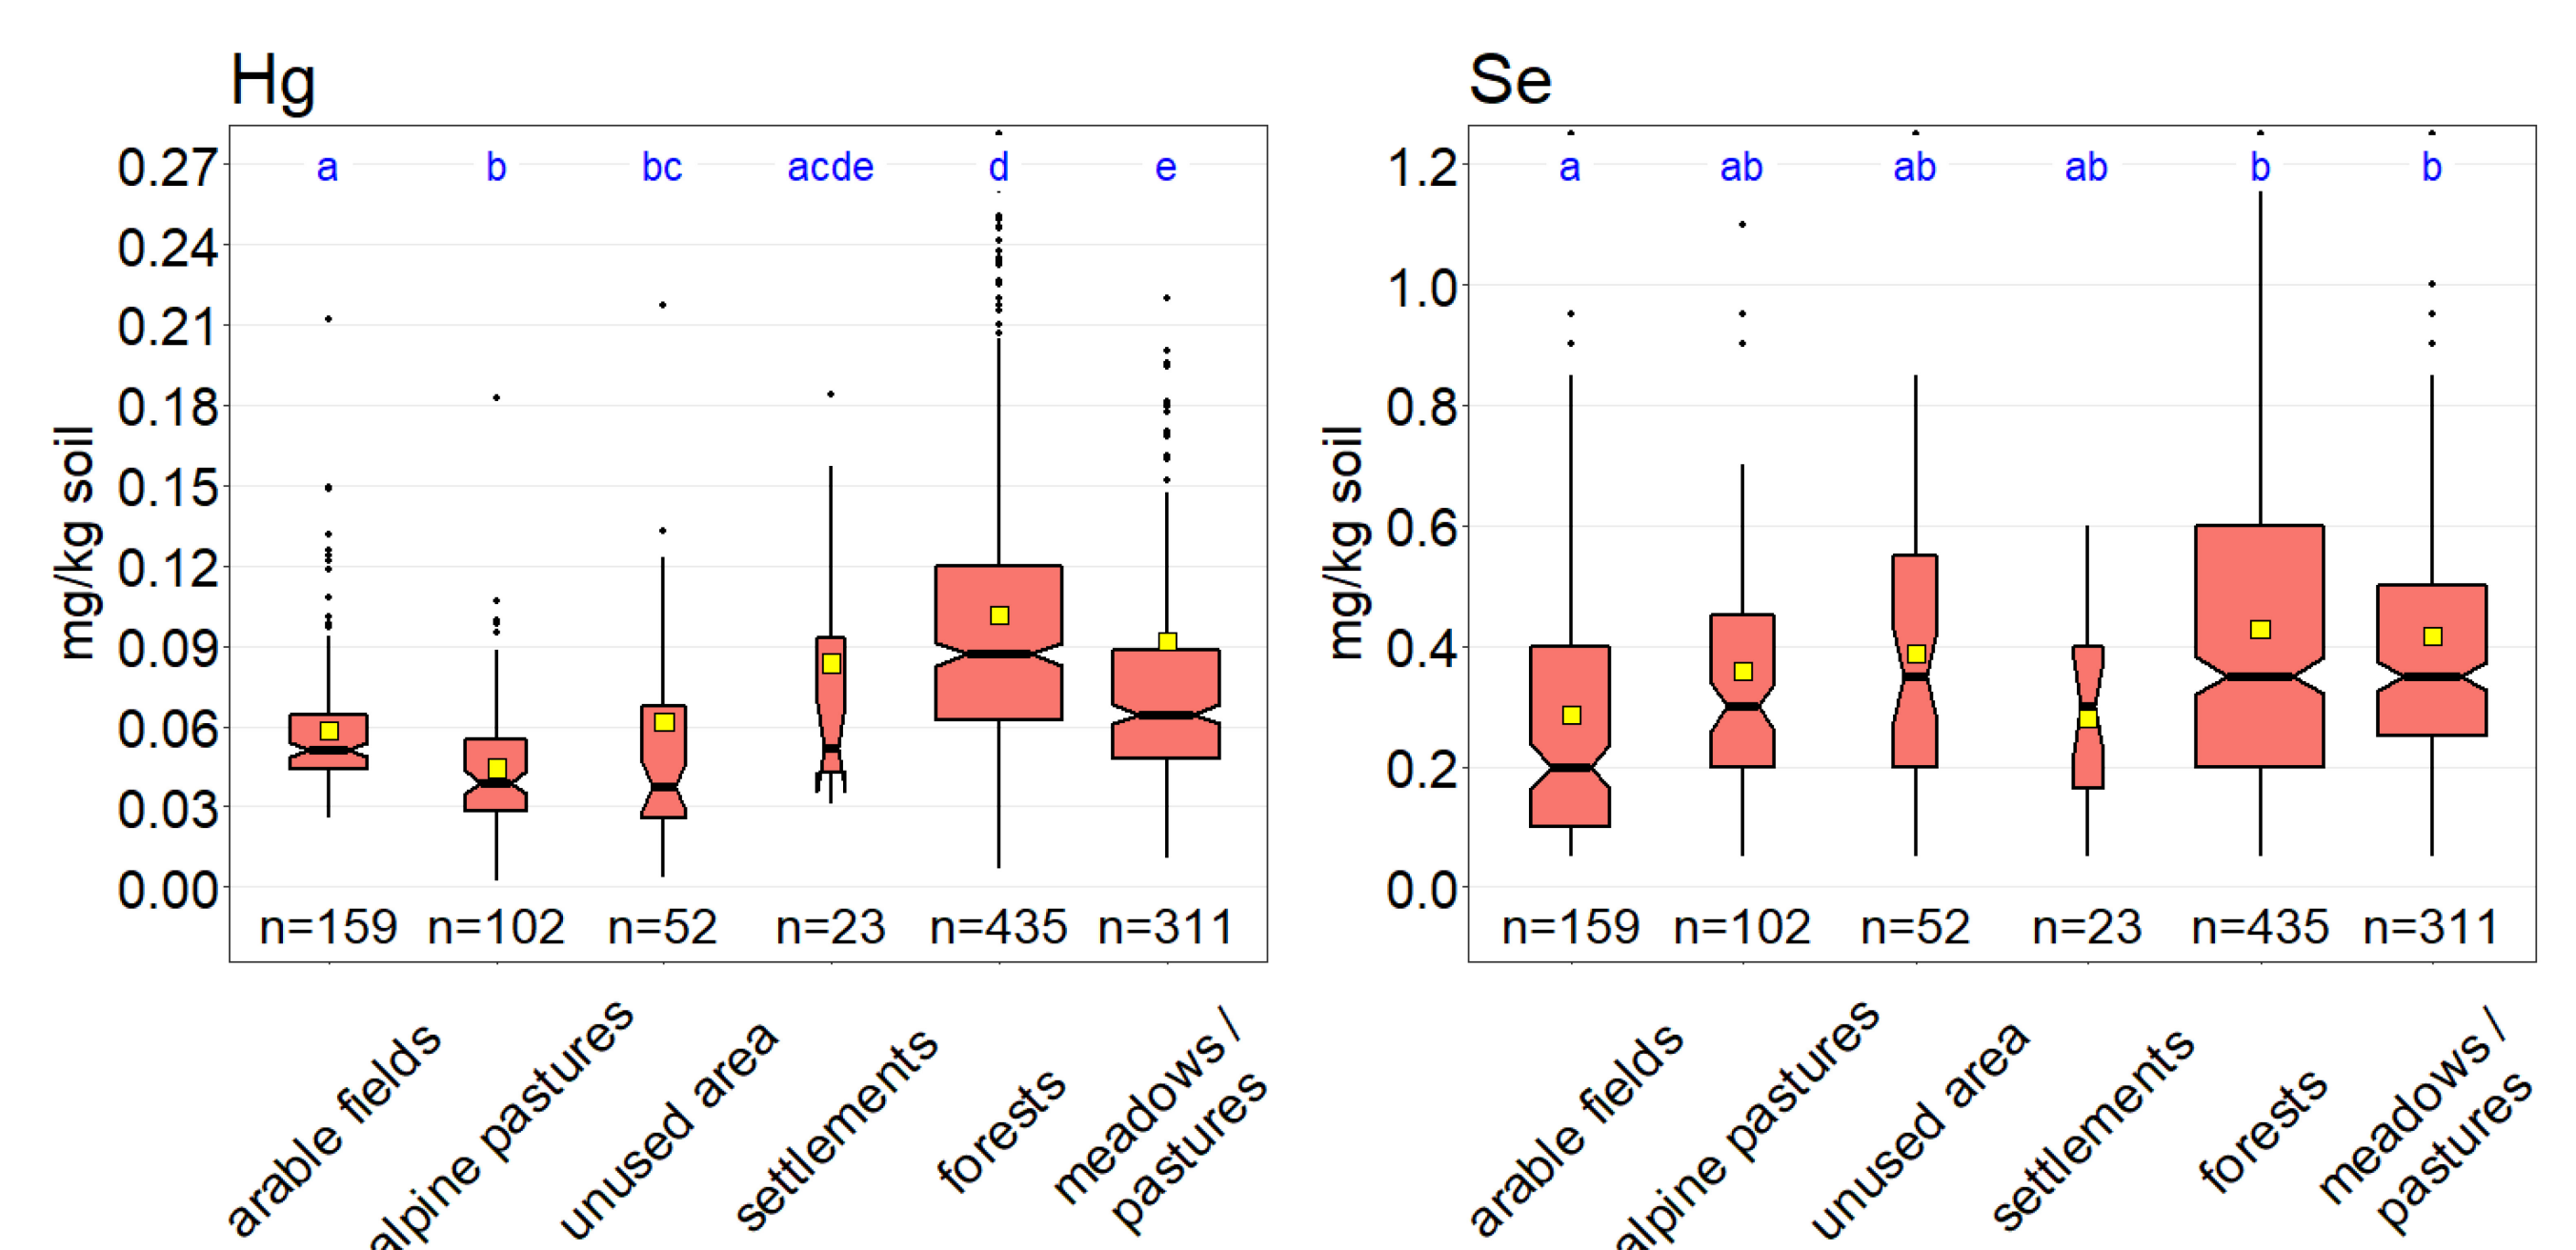 Hg
mg/kg soil
0.27
0.24
0.21
0.18
0.15
0.12
0.09
0.06
0.03
0.00
a b bc acde d e
n=159 n=102 n=52 n=23 n=435 n=311
arable fields
alpine pastures
unused area
settlements
forests
meadows /
pastures
Se
mg/kg soil
1.2
1.0
0.8
0.6
0.4
0.2
0.0
a ab ab ab b b
n=159 n=102 n=52 n=23 n=435 n=311
arable fields
alpine pastures
unused area
settlements
forests
meadows /
pastures